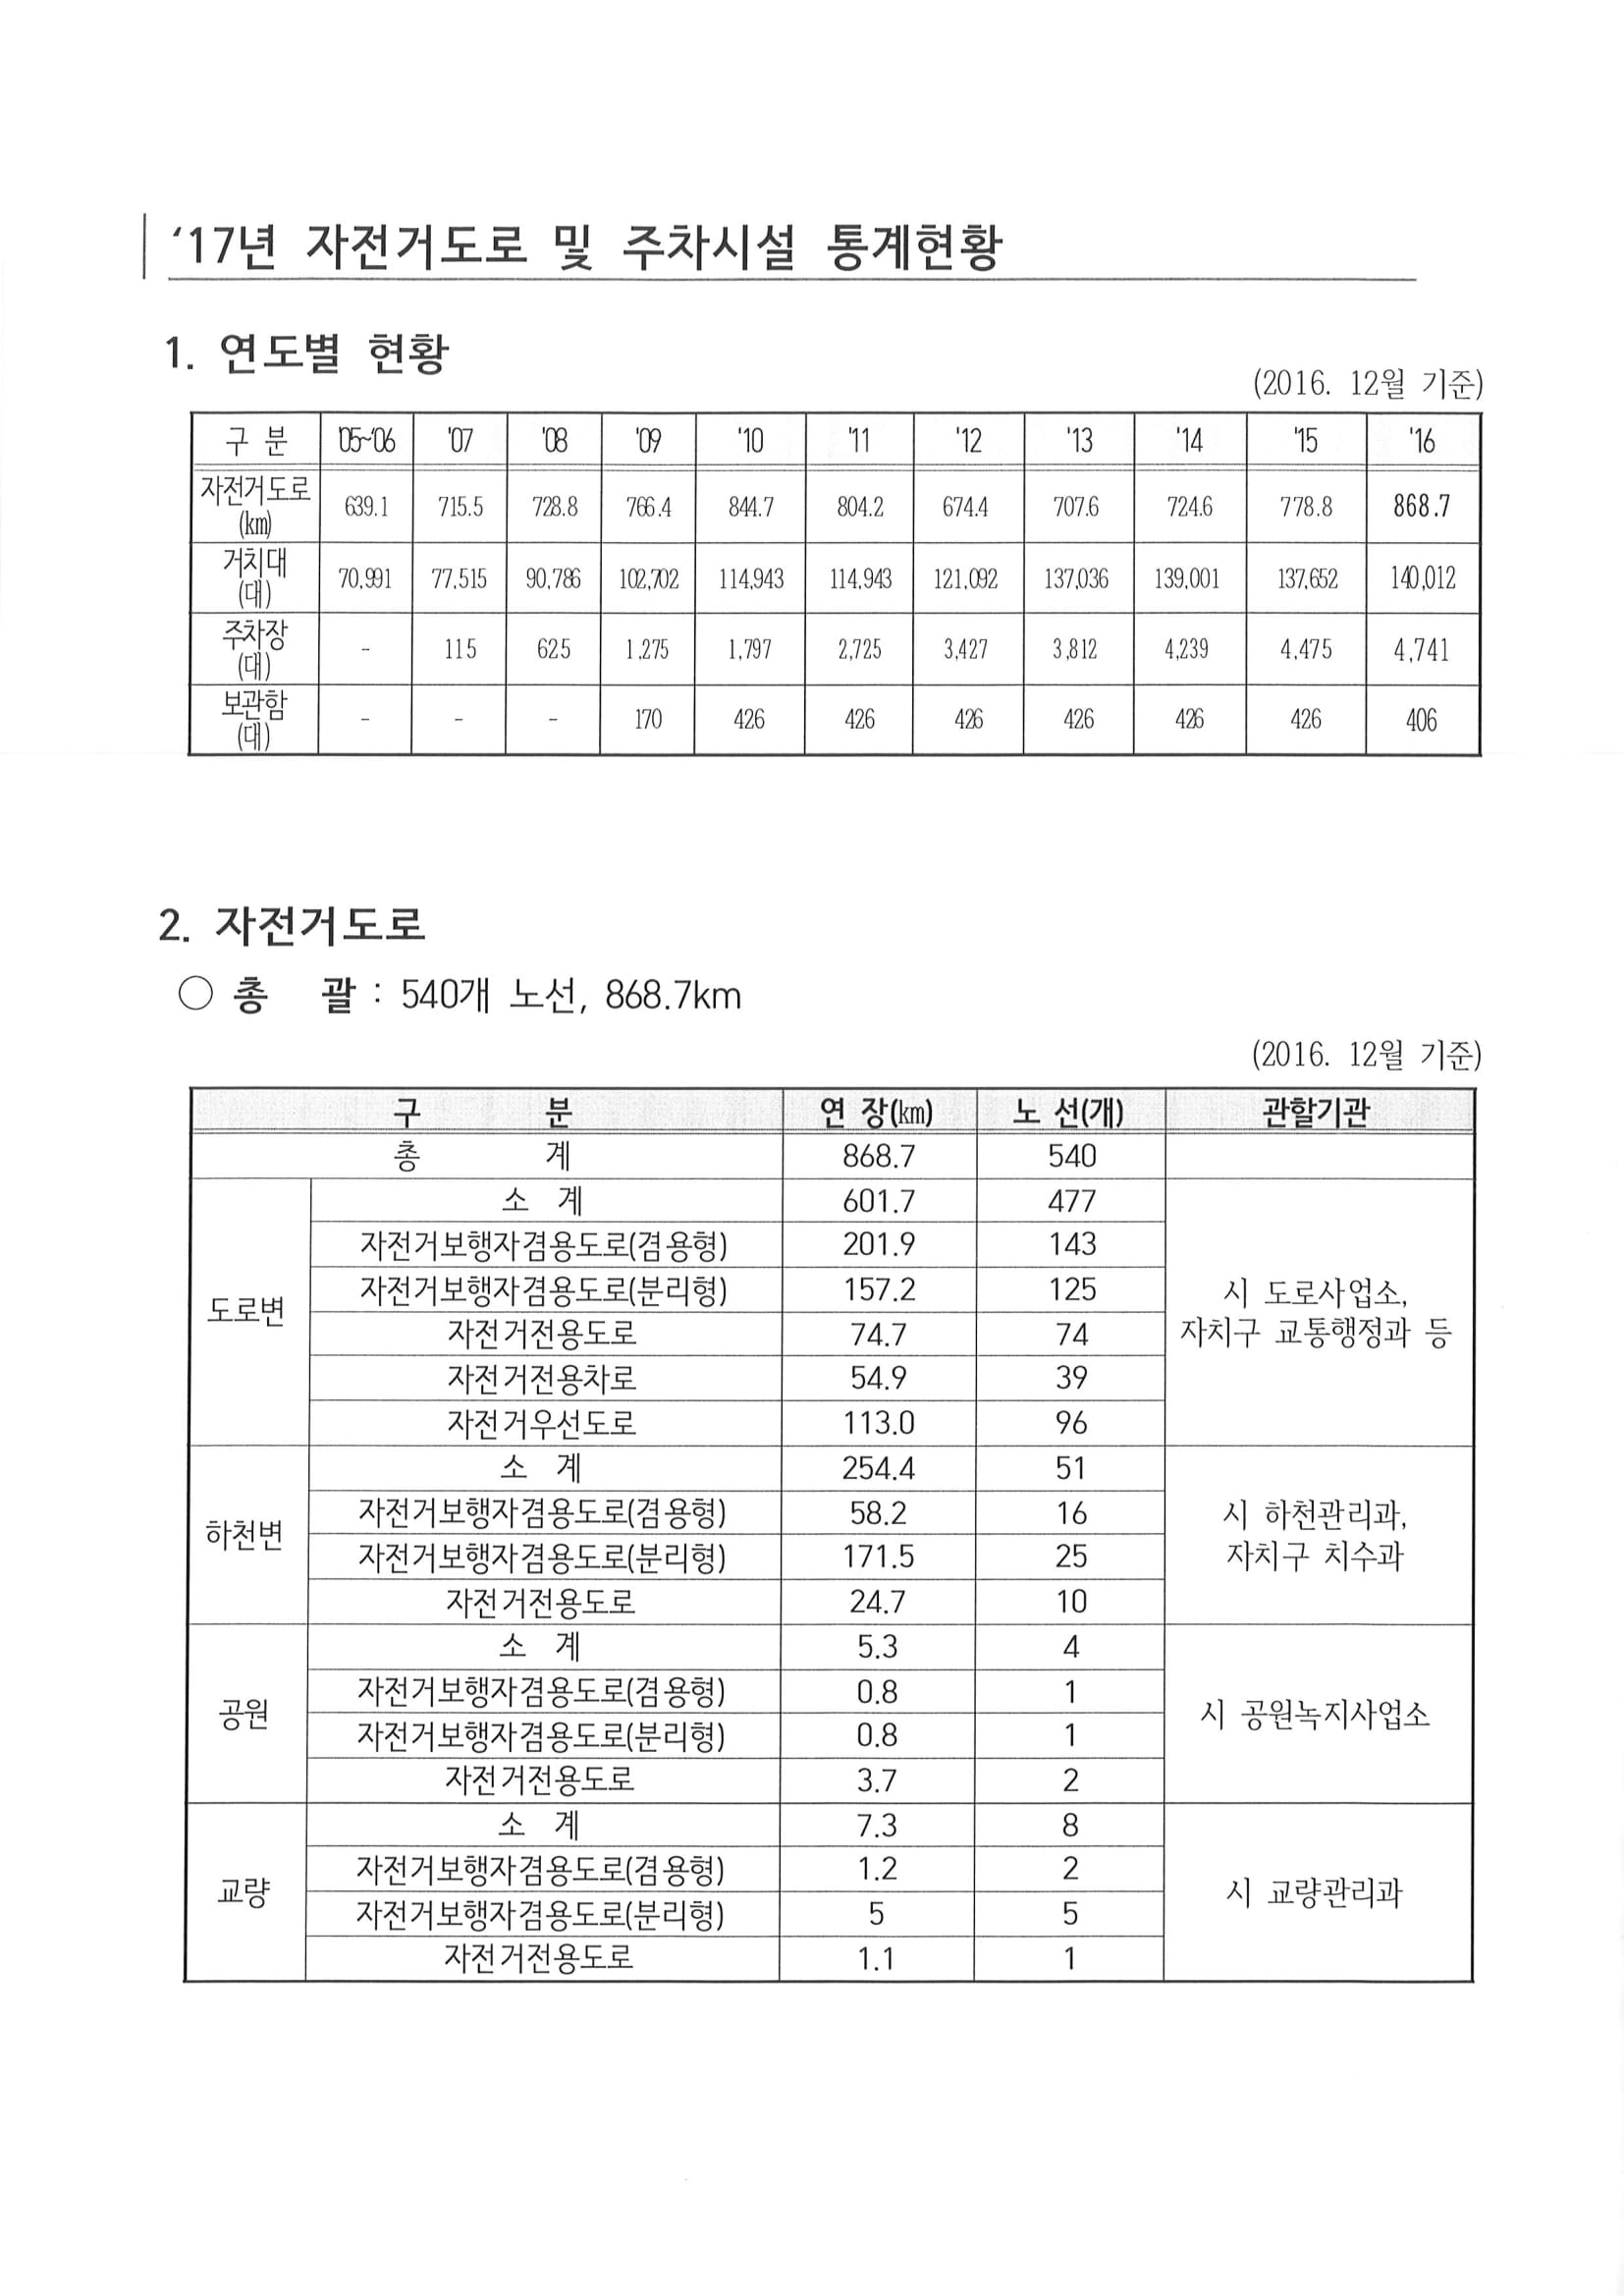 ‘17년 자전거도로 및 주차시설 통계현황
1. 연도별 현황
(2016. 12월 기준)
구 분 '05~'06 '07 '08 '09 '10 '11 '12 '13 '14 '15 '16
자전거도로 (㎞) 639.1 715.5 728.8 766.4 844.7 804.2 674.4 707.6 724.6 778.8 868.7
거치대 (대) 70,991 77,515 90,786 102,702 114,943 114,943 121,092 137,036 139,001 137,652 140,012
주차장 (대) - 115 625 1,275 1,797 2,725 3,427 3,812 4,239 4,475 4,741
보관함 (대) - - - 170 426 426 426 426 426 426 406
2. 자전거도로
○ 총 괄 : 540개 노선, 868.7km
(2016. 12월 기준)
구 분 연 장(㎞) 노 선(개) 관할기관
총 계 868.7 540
도로변
소 계 601.7 477
자전거보행자겸용도로(겸용형) 201.9 143
자전거보행자겸용도로(분리형) 157.2 125
자전거전용도로 74.7 74
자전거전용차로 54.9 39
자전거우선도로 113.0 96
시 도로사업소,
자치구 교통행정과 등
하천변
소 계 254.4 51
자전거보행자겸용도로(겸용형) 58.2 16
자전거보행자겸용도로(분리형) 171.5 25
자전거전용도로 24.7 10
시 하천관리과,
자치구 치수과
공원
소 계 5.3 4
자전거보행자겸용도로(겸용형) 0.8 1
자전거보행자겸용도로(분리형) 0.8 1
자전거전용도로 3.7 2
시 공원녹지사업소
교량
소 계 7.3 8
자전거보행자겸용도로(겸용형) 1.2 2
자전거보행자겸용도로(분리형) 5 5
자전거전용도로 1.1 1
시 교량관리과